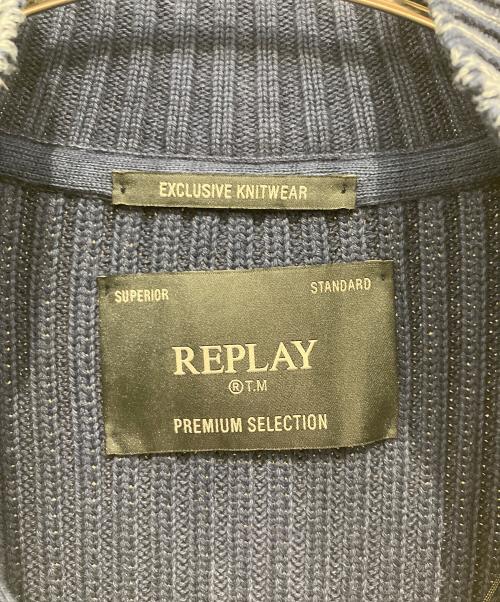 EXCLUSIVE KNITWEAR
SUPERIOR STANDARD
REPLAY
® T.M
PREMIUM SELECTION